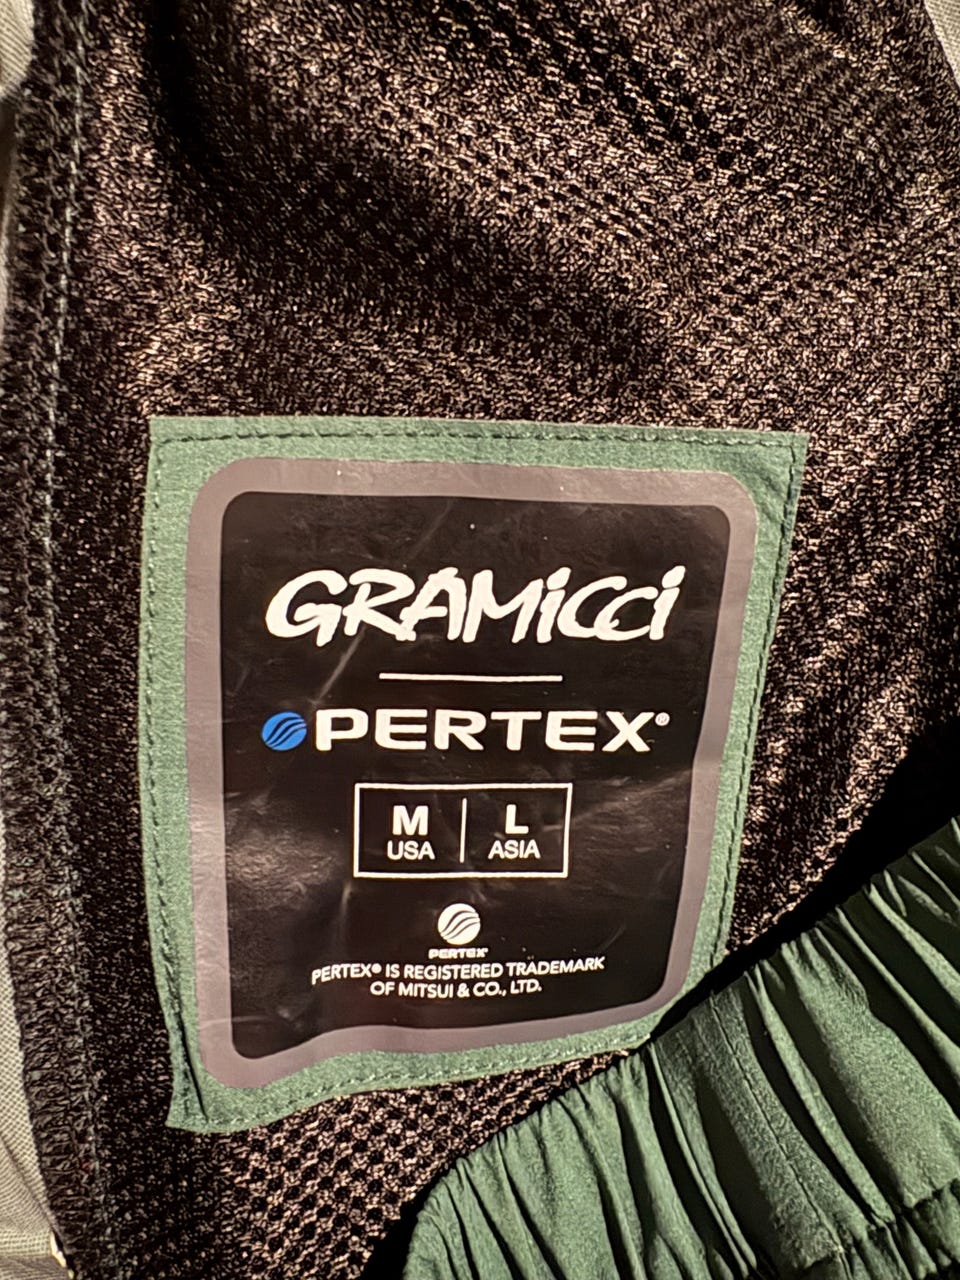 GRAMiCCi
PERTEX®
M | L
USA | ASIA
PERTEX®
PERTEX® IS REGISTERED TRADEMARK
OF MITSUI & CO., LTD.